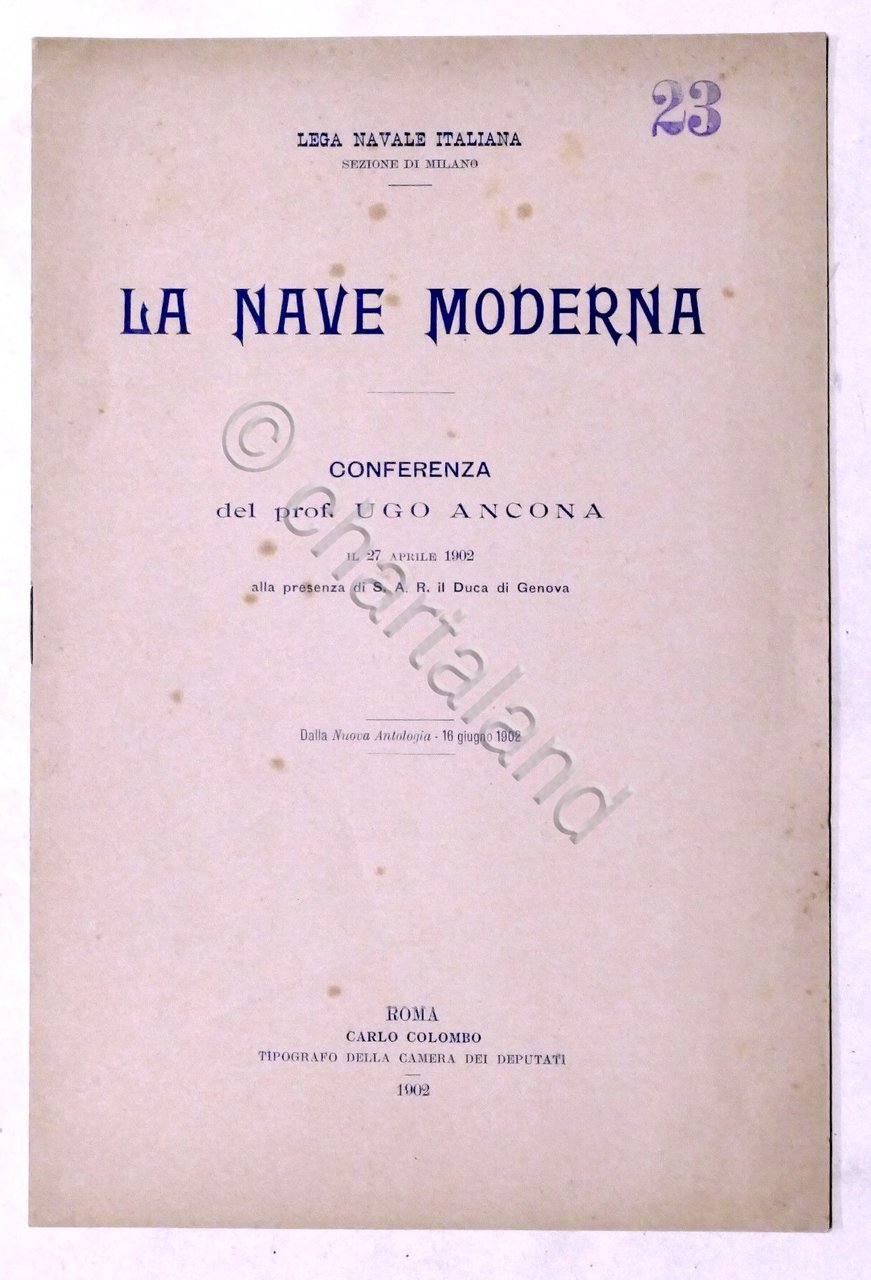 23
LEGA NAVALE ITALIANA
SEZIONE DI MILANO
LA NAVE MODERNA
CONFERENZA
del prof. UGO ANCONA
IL 27 APRILE 1902
alla presenza di S. A. R. il Duca di Genova
Dalla Nuova Antologia - 16 giugno 1902
ROMA
CARLO COLOMBO
TIPOGRAFO DELLA CAMERA DEI DEPUTATI
1902
© chartaland